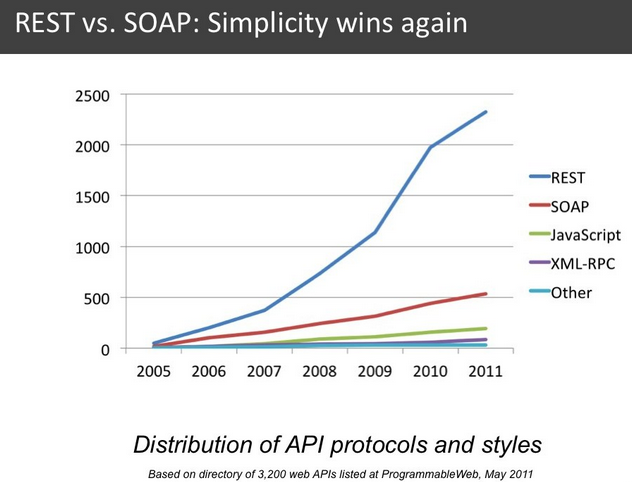 REST vs. SOAP: Simplicity wins again
2500
2000
1500
1000
500
0
2005 2006 2007 2008 2009 2010 2011
REST
SOAP
JavaScript
XML-RPC
Other
Distribution of API protocols and styles
Based on directory of 3,200 web APIs listed at ProgrammableWeb, May 2011